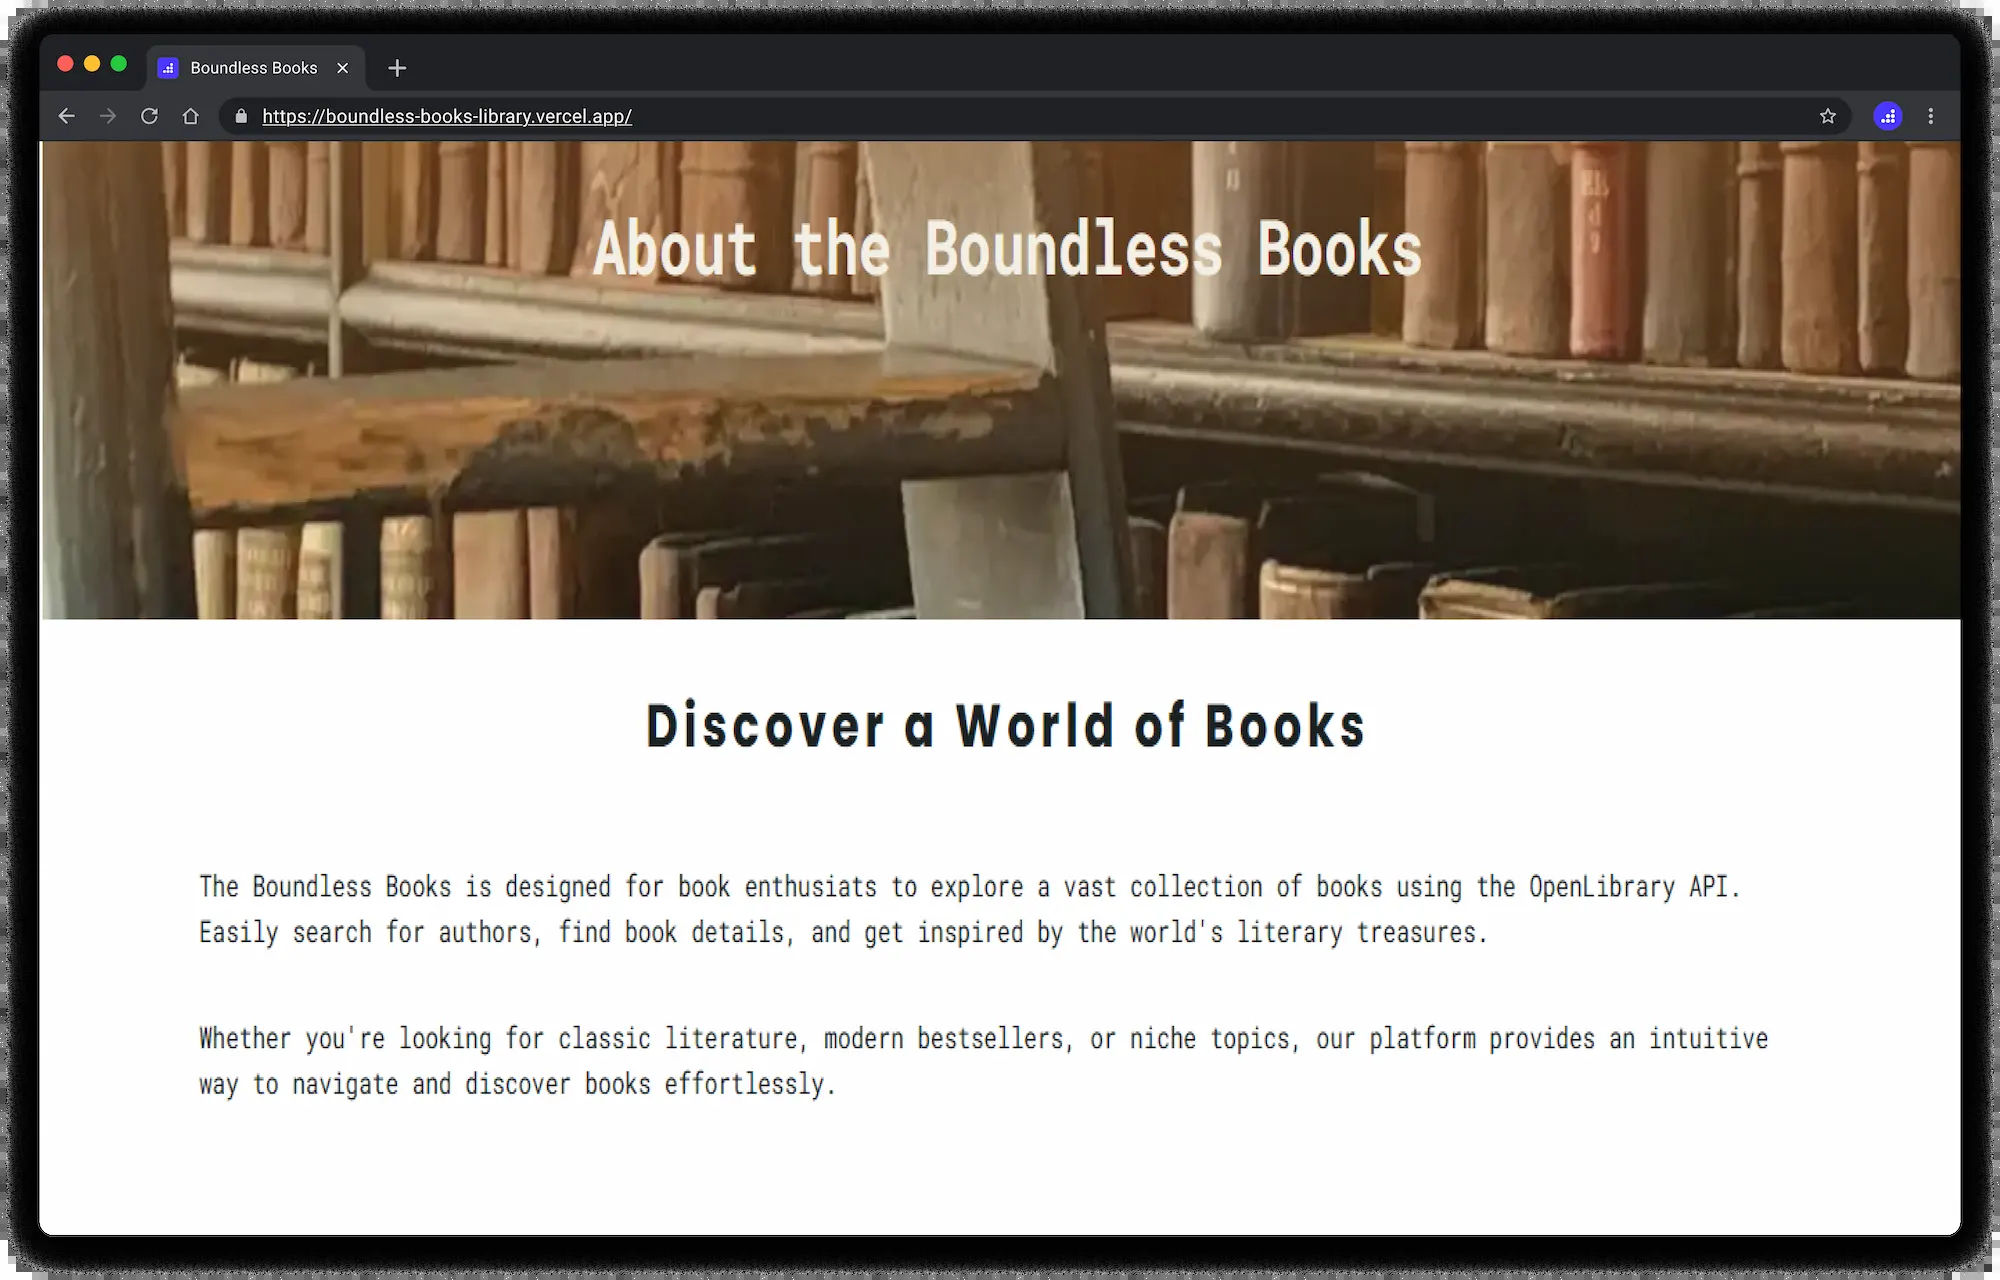 Boundless Books
https://boundless-books-library.vercel.app/
About the Boundless Books
Discover a World of Books
The Boundless Books is designed for book enthusiats to explore a vast collection of books using the OpenLibrary API.
Easily search for authors, find book details, and get inspired by the world's literary treasures.
Whether you're looking for classic literature, modern bestsellers, or niche topics, our platform provides an intuitive
way to navigate and discover books effortlessly.